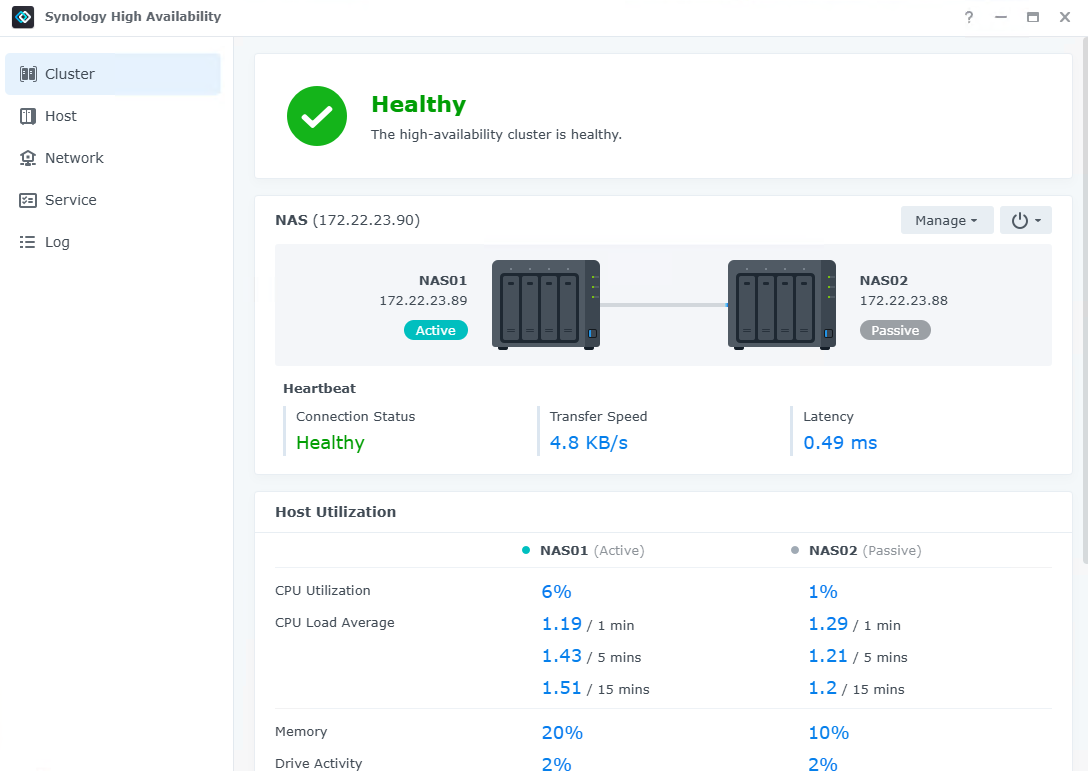 Synology High Availability
?
Cluster
Host
Network
Service
Log
Healthy
The high-availability cluster is healthy.
NAS (172.22.23.90)
Manage
NAS01
172.22.23.89
Active
NAS02
172.22.23.88
Passive
Heartbeat
Connection Status
Healthy
Transfer Speed
4.8 KB/s
Latency
0.49 ms
Host Utilization
NAS01 (Active) NAS02 (Passive)
CPU Utilization 6% 1%
CPU Load Average 1.19 / 1 min 1.29 / 1 min
1.43 / 5 mins 1.21 / 5 mins
1.51 / 15 mins 1.2 / 15 mins
Memory 20% 10%
Drive Activity 2% 2%